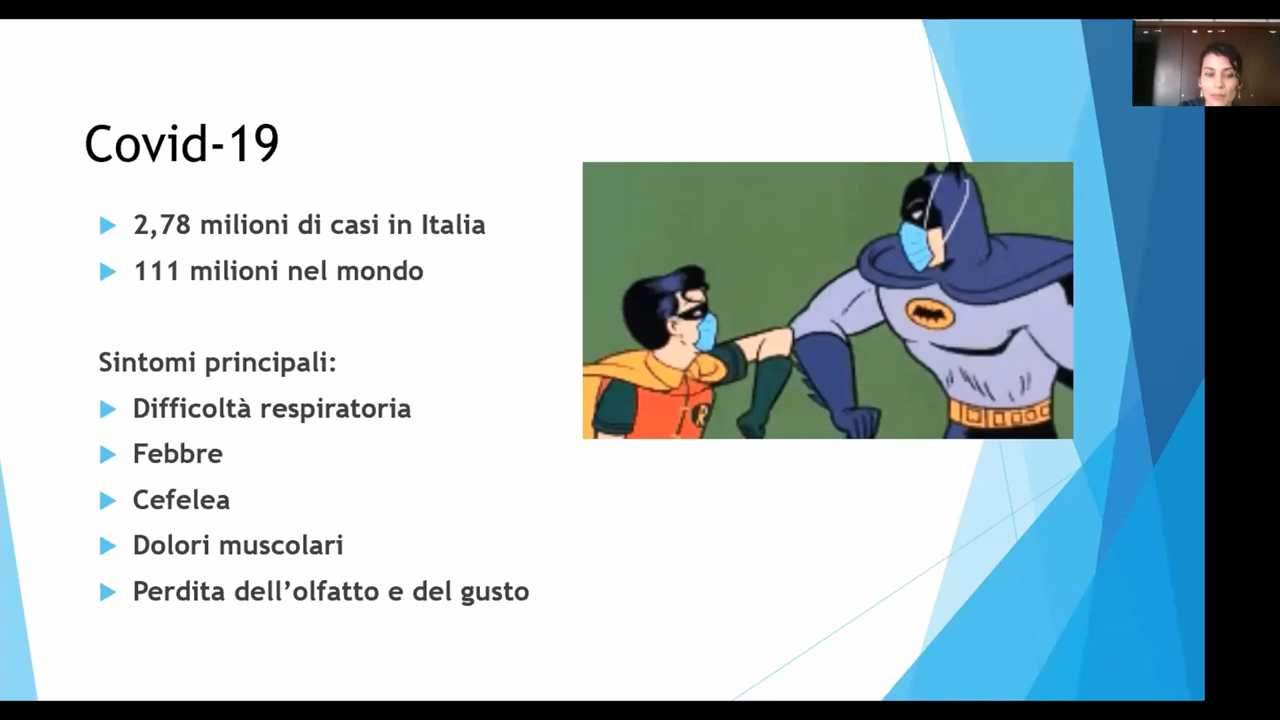 Covid-19
2,78 milioni di casi in Italia
111 milioni nel mondo
Sintomi principali:
Difficoltà respiratoria
Febbre
Cefelea
Dolori muscolari
Perdita dell’olfatto e del gusto
R